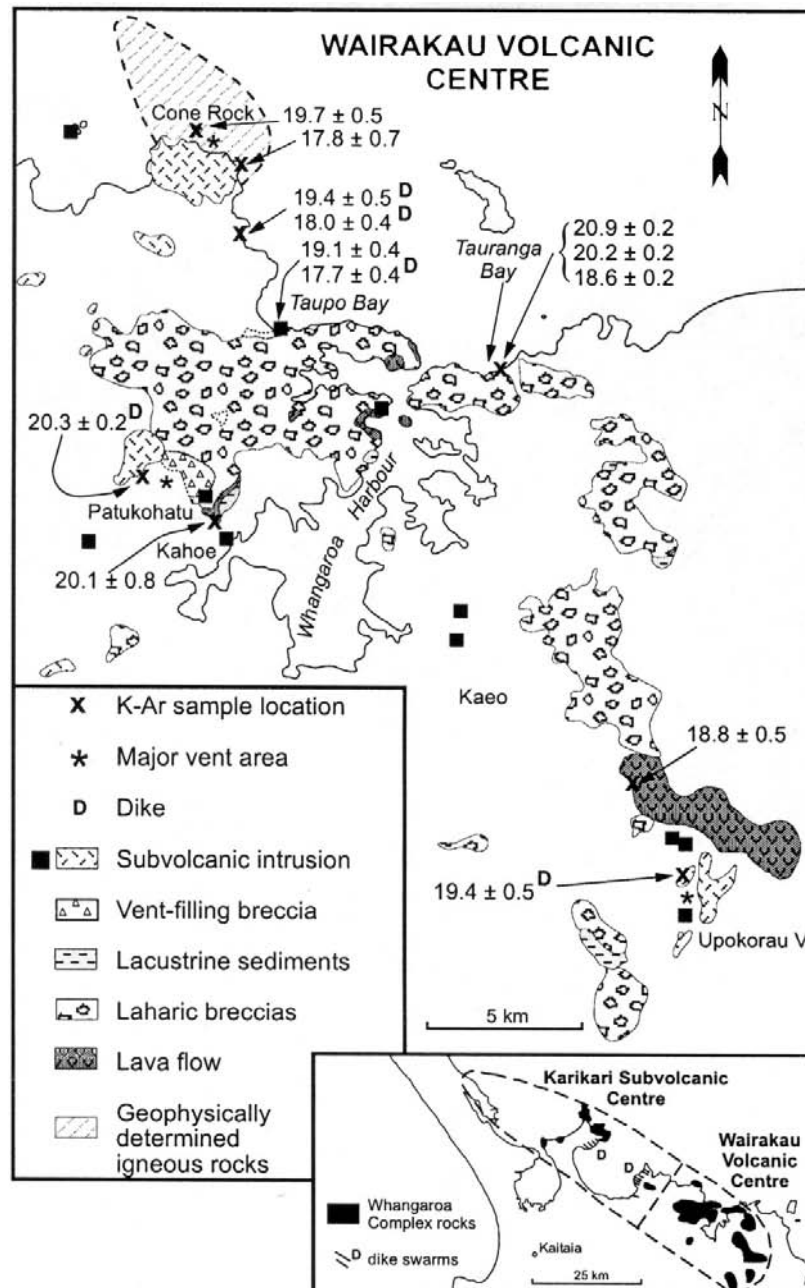 WAIRAKAU VOLCANIC
CENTRE
N
Cone Rock
19.7 ± 0.5
17.8 ± 0.7
19.4 ± 0.5 D
18.0 ± 0.4 D
19.1 ± 0.4
17.7 ± 0.4 D
Taupo Bay
Tauranga
Bay
20.9 ± 0.2
20.2 ± 0.2
18.6 ± 0.2
20.3 ± 0.2 D
Patukohatu
Kahoe
20.1 ± 0.8
Whangaroa
Harbour
Kaeo
18.8 ± 0.5
19.4 ± 0.5 D
Upokorau V
5 km
X K-Ar sample location
* Major vent area
D Dike
Subvolcanic intrusion
Vent-filling breccia
Lacustrine sediments
Laharic breccias
Lava flow
Geophysically
determined
igneous rocks
Karikari Subvolcanic
Centre
Wairakau
Volcanic
Centre
D
D
Whangaroa
Complex rocks
D dike swarms
Kaitaia
25 km